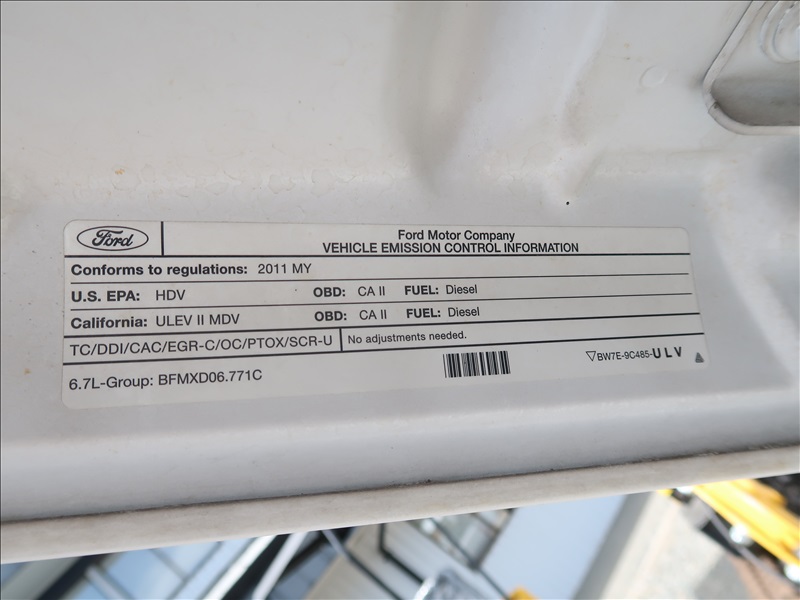 Ford
Ford Motor Company
VEHICLE EMISSION CONTROL INFORMATION
Conforms to regulations: 2011 MY
U.S. EPA: HDV OBD: CA II FUEL: Diesel
California: ULEV II MDV OBD: CA II FUEL: Diesel
TC/DDI/CAC/EGR-C/OC/PTOX/SCR-U No adjustments needed.
6.7L-Group: BFMXD06.771C
BW7E-9C485-ULV